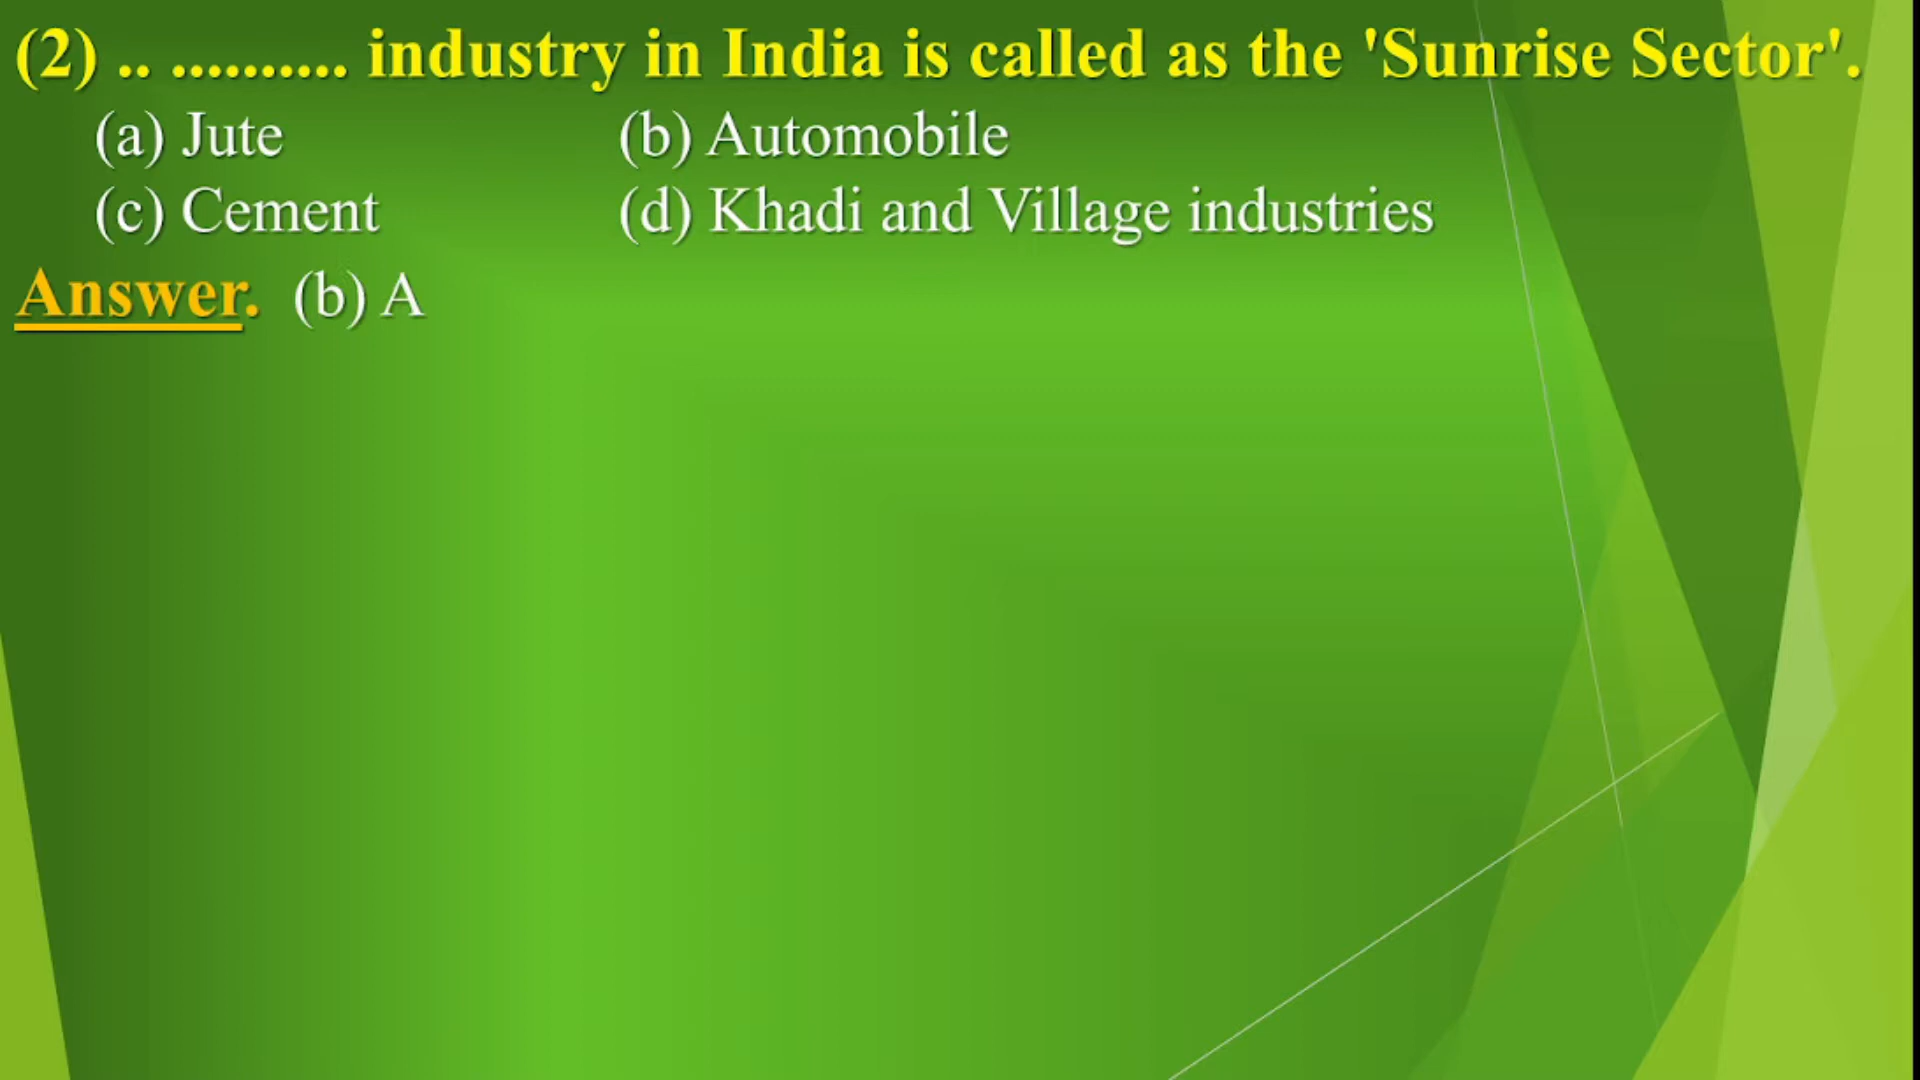 (2) .. .......... industry in India is called as the 'Sunrise Sector'.
(a) Jute (b) Automobile
(c) Cement (d) Khadi and Village industries
Answer. (b) A